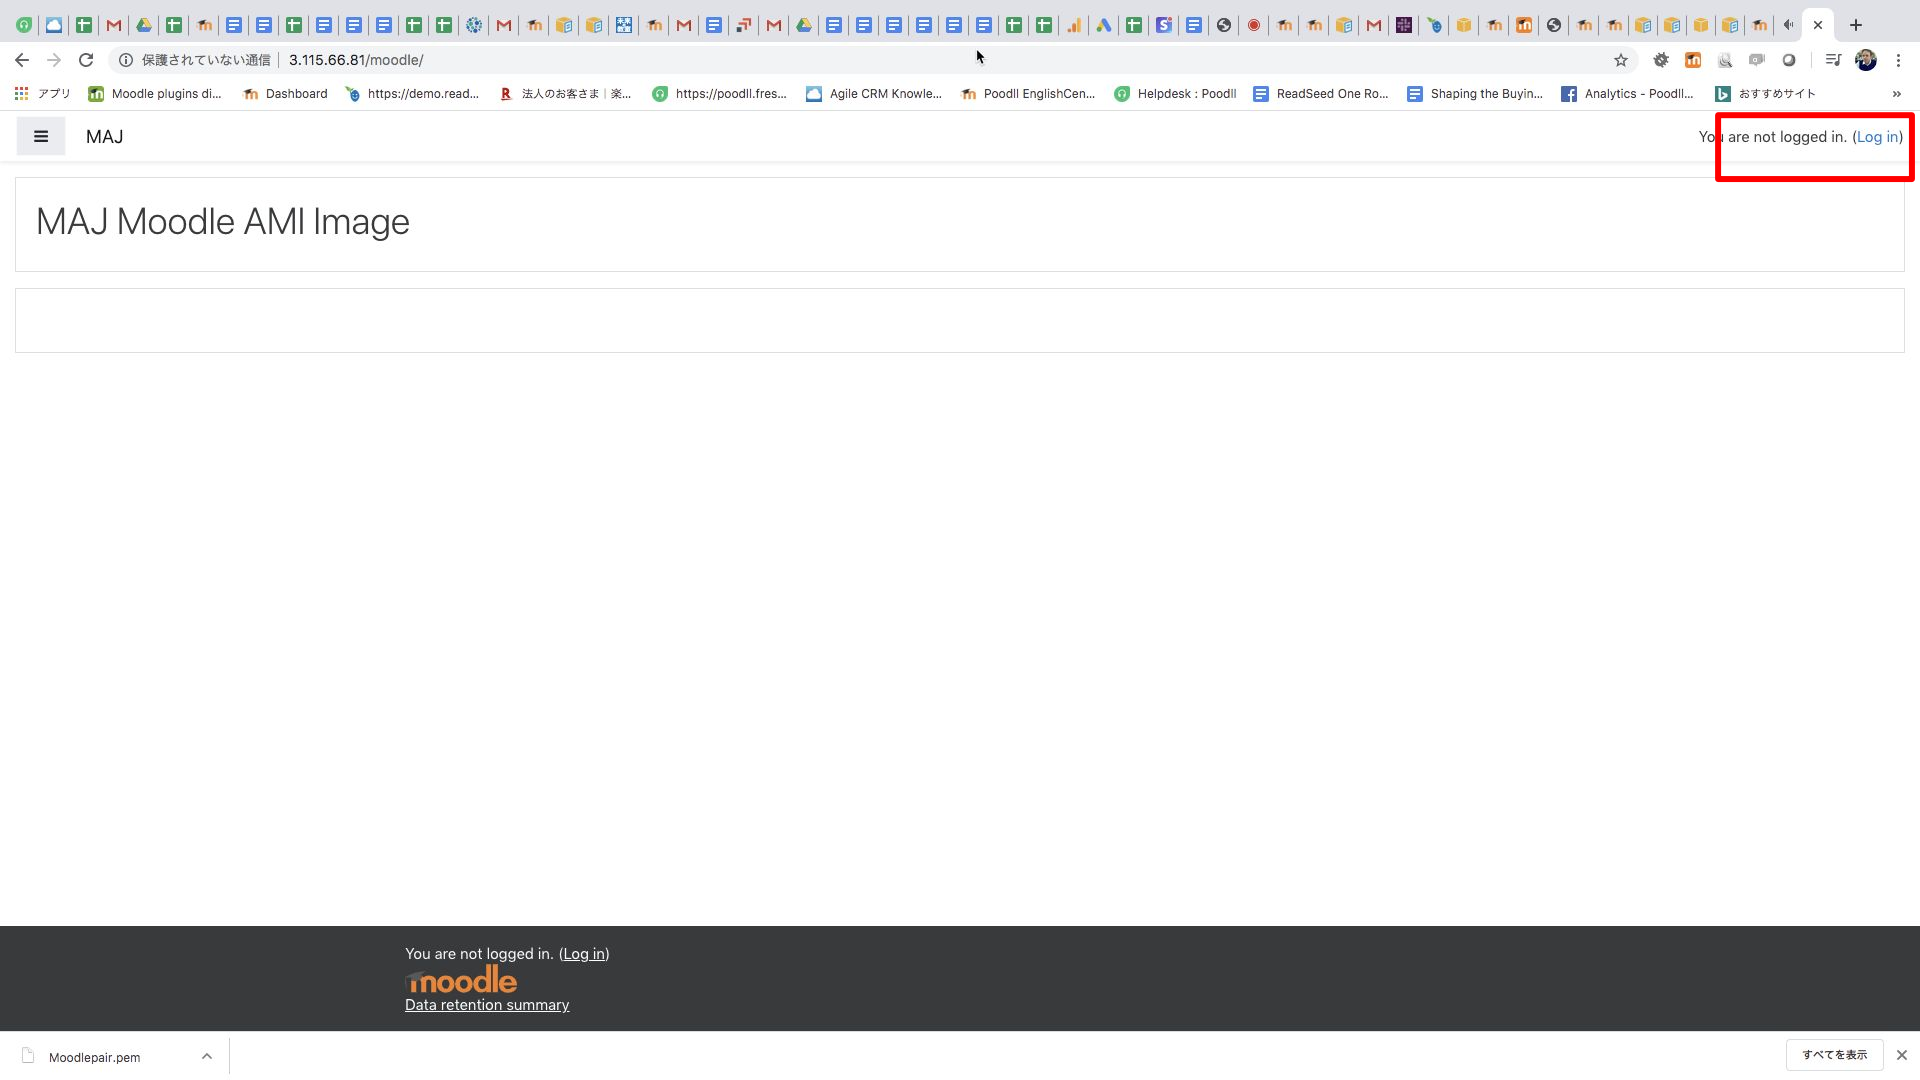 保護されていない通信 3.115.66.81/moodle/
アプリ Moodle plugins di... Dashboard https://demo.read... 法人のお客さま｜楽... https://poodll.fres... Agile CRM Knowle... Poodll EnglishCen... Helpdesk : Poodll ReadSeed One Ro... Shaping the Buyin... Analytics - Poodll... おすすめサイト »
MAJ You are not logged in. (Log in)
MAJ Moodle AMI Image
You are not logged in. (Log in)
moodle
Data retention summary
Moodlepair.pem すべてを表示